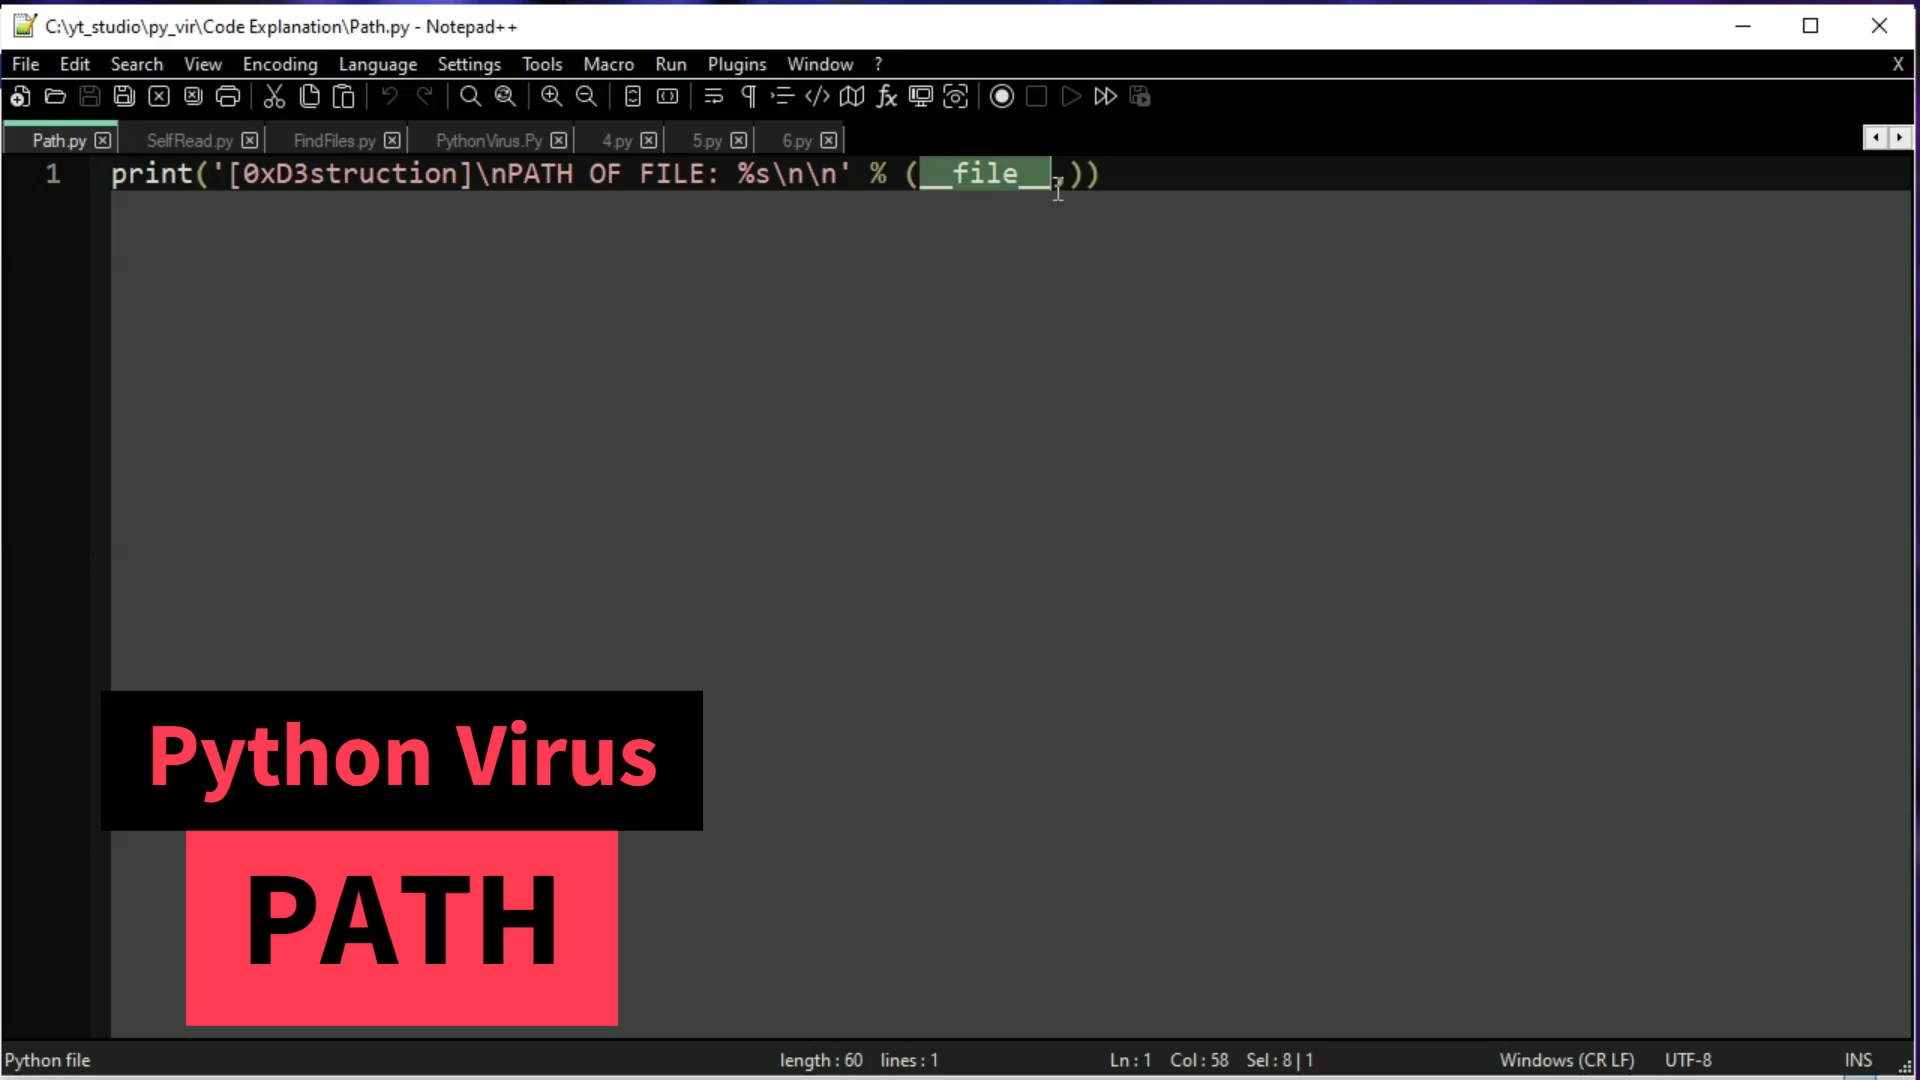 C:\yt_studio\py_vir\Code Explanation\Path.py - Notepad++
File Edit Search View Encoding Language Settings Tools Macro Run Plugins Window ? X
Path.py SelfRead.py FindFiles.py PythonVirus.Py 4.py 5.py 6.py
1 print('[0xD3struction]\nPATH OF FILE: %s\n\n' % (__file__,))
Python Virus
PATH
Python file length : 60 lines : 1 Ln : 1 Col : 58 Sel : 8 | 1 Windows (CR LF) UTF-8 INS